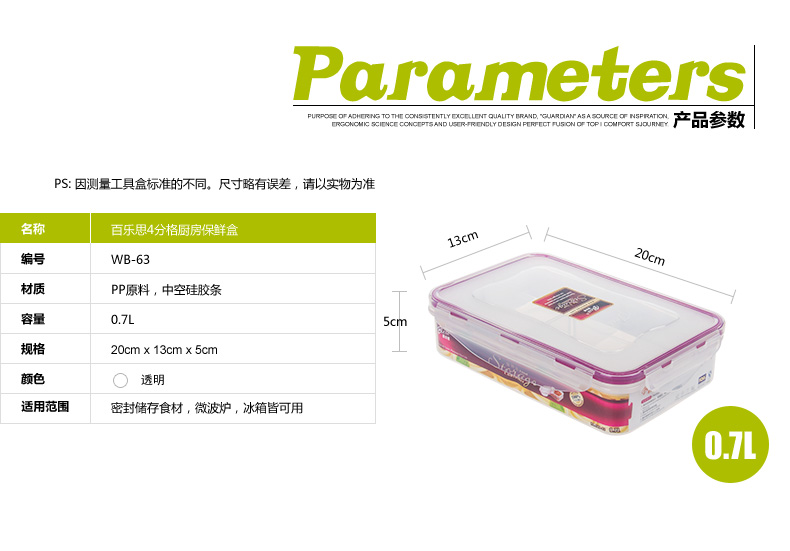 Parameters
PURPOSE OF ADHERING TO THE CONSISTENTLY EXCELLENT QUALITY BRAND, "GUARDIAN" AS A SOURCE OF INSPIRATION,
ERGONOMIC SCIENCE CONCEPTS AND USER-FRIENDLY DESIGN PERFECT FUSION OF TOP I COMFORT SJOURNEY.
产品参数
PS: 因测量工具盒标准的不同。尺寸略有误差，请以实物为准
名称 百乐思4分格厨房保鲜盒
编号 WB-63
材质 PP原料，中空硅胶条
容量 0.7L
规格 20cm x 13cm x 5cm
颜色 透明
适用范围 密封储存食材，微波炉，冰箱皆可用
13cm
20cm
5cm
Storage
0.7L